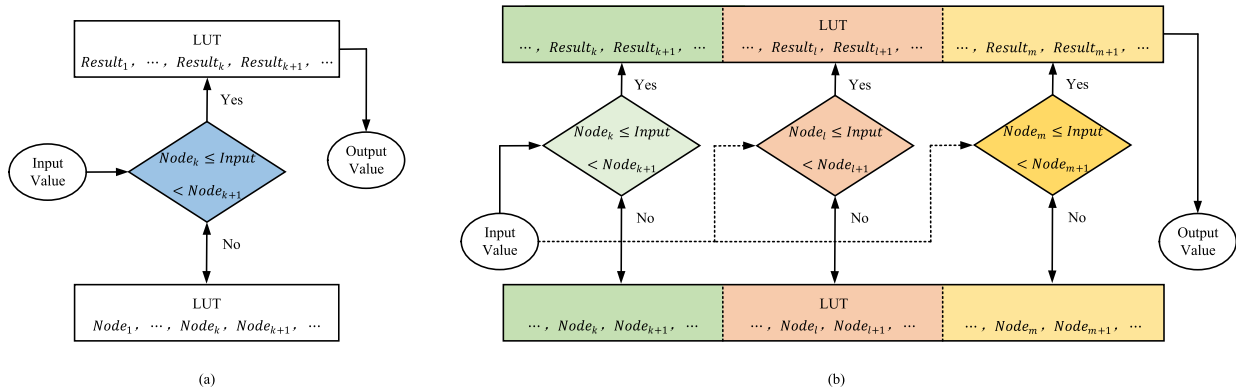 LUT
Result₁, ⋯, Resultₖ, Resultₖ₊₁, ⋯
Yes
Input
Value
Nodeₖ ≤ Input
< Nodeₖ₊₁
Output
Value
No
LUT
Node₁, ⋯, Nodeₖ, Nodeₖ₊₁, ⋯
(a)
LUT
⋯, Resultₖ, Resultₖ₊₁, ⋯
⋯, Resultₗ, Resultₗ₊₁, ⋯
⋯, Resultₘ, Resultₘ₊₁, ⋯
Yes
Yes
Yes
Nodeₖ ≤ Input
< Nodeₖ₊₁
Nodeₗ ≤ Input
< Nodeₗ₊₁
Nodeₘ ≤ Input
< Nodeₘ₊₁
No
No
No
Input
Value
Output
Value
LUT
⋯, Nodeₖ, Nodeₖ₊₁, ⋯
⋯, Nodeₗ, Nodeₗ₊₁, ⋯
⋯, Nodeₘ, Nodeₘ₊₁, ⋯
(b)